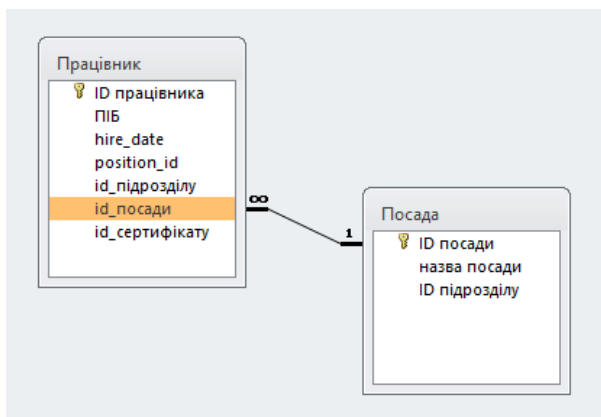 Працівник
ID працівника
ПІБ
hire_date
position_id
id_підрозділу
id_посади
id_сертифікату
∞
1
Посада
ID посади
назва посади
ID підрозділу